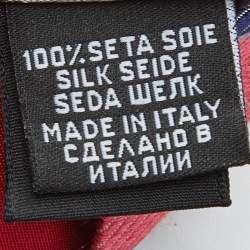 100% SETA SOIE
SILK SEIDE
SEDA ШЕЛК
MADE IN ITALY
СДЕЛАНО В
ИТАЛИИ